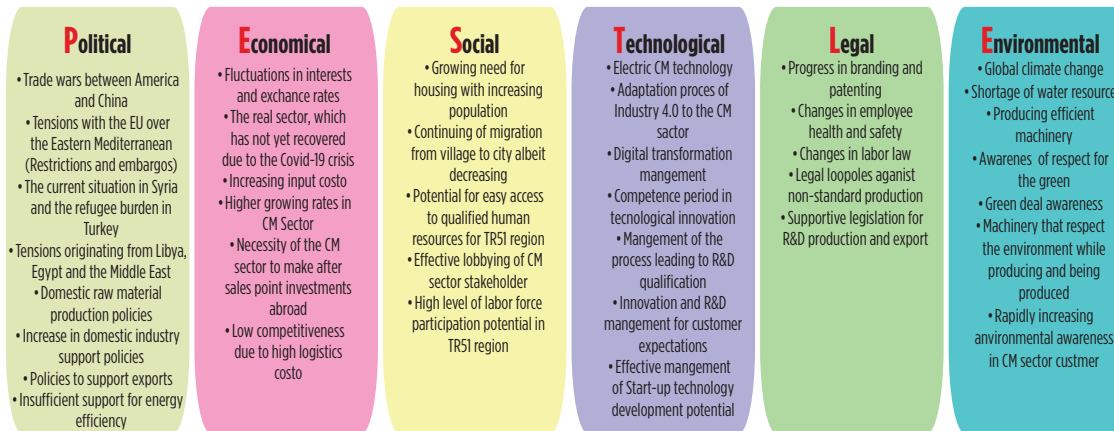 Political
• Trade wars between America
and China
• Tensions with the EU over
the Eastern Mediterranean
(Restrictions and embargos)
• The current situation in Syria
and the refugee burden in
Turkey
• Tensions originating from Libya,
Egypt and the Middle East
• Domestic raw material
production policies
• Increase in domestic industry
support policies
• Policies to support exports
• Insufficient support for energy
efficiency
Economical
• Fluctuations in interests
and exchance rates
• The real sector, which
has not yet recovered
due to the Covid-19 crisis
• Increasing input costo
• Higher growing rates in
CM Sector
• Necessity of the CM
sector to make after
sales point investments
abroad
• Low competitiveness
due to high logistics
costo
Social
• Growing need for
housing with increasing
population
• Continuing of migration
from village to city albeit
decreasing
• Potential for easy access
to qualified human
resources for TR51 region
• Effective lobbying of CM
sector stakeholder
• High level of labor force
participation potential in
TR51 region
Technological
• Electric CM technology
• Adaptation proces of
Industry 4.0 to the CM
sactor
• Digital transformation
mangement
• Competence period in
tecnological innovation
• Mangement of the
process leading to R&D
qualification
• Innovation and R&D
mangement for customer
expectations
• Effective mangement
of Start-up technology
development potential
Legal
• Progress in branding and
patenting
• Changes in employee
health and safety
• Changes in labor law
• Legal loopoles aganist
non-standard production
• Supportive legislation for
R&D production and export
Environmental
• Global climate change
• Shortage of water resource
• Producing efficient
machinery
• Awarenes of respect for
the green
• Green deal awareness
• Machinery that respect
the environment while
producing and being
produced
• Rapidly increasing
anvironmental awareness
in CM sector custmer